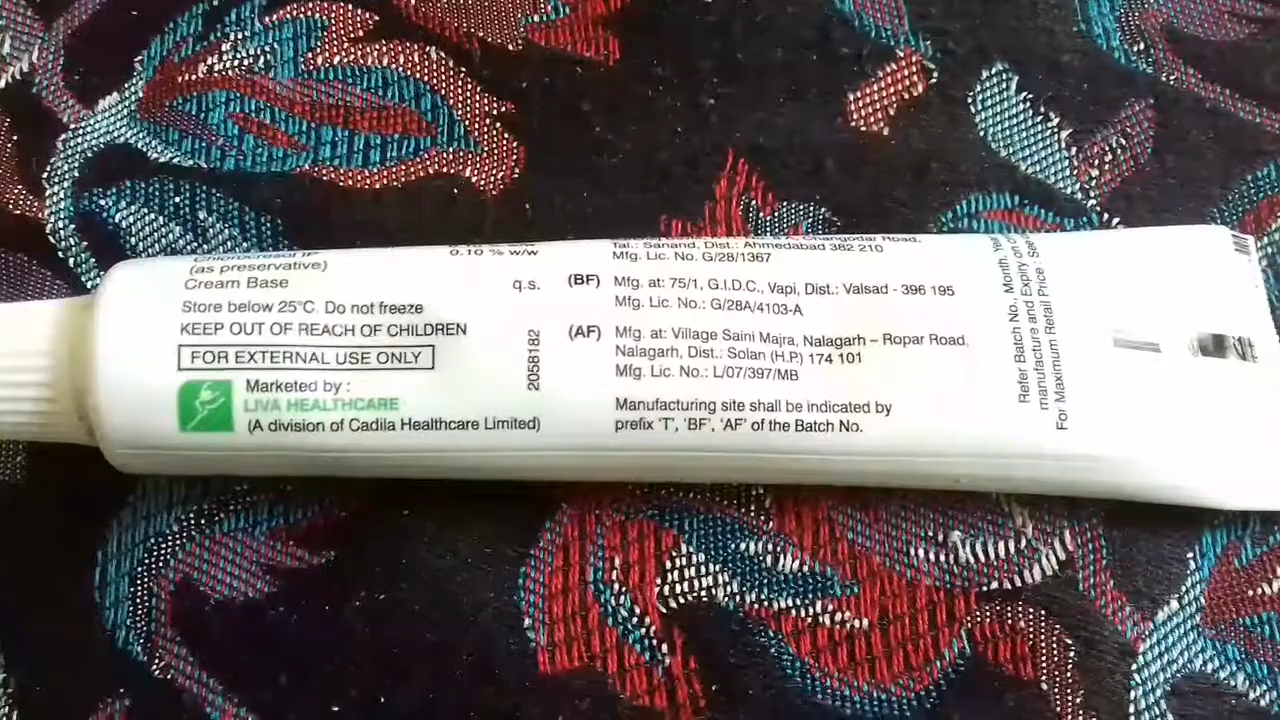 Chlorocresol IP
0.10 % w/w
(as preservative)
Cream Base q.s.
Store below 25°C. Do not freeze
KEEP OUT OF REACH OF CHILDREN
FOR EXTERNAL USE ONLY
Marketed by :
LIVA HEALTHCARE
(A division of Cadila Healthcare Limited)
2058182
Changodar Road,
Tal.: Sanand, Dist.: Ahmedabad 382 210
Mfg. Lic. No. G/28/1367
(BF) Mfg. at: 75/1, G.I.D.C., Vapi, Dist.: Valsad - 396 195
Mfg. Lic. No.: G/28A/4103-A
(AF) Mfg. at: Village Saini Majra, Nalagarh – Ropar Road,
Nalagarh, Dist.: Solan (H.P.) 174 101
Mfg. Lic. No.: L/07/397/MB
Manufacturing site shall be indicated by
prefix 'T', 'BF', 'AF' of the Batch No.
Refer Batch No., Month, Year
manufacture and Expiry on
For Maximum Retail Price : See